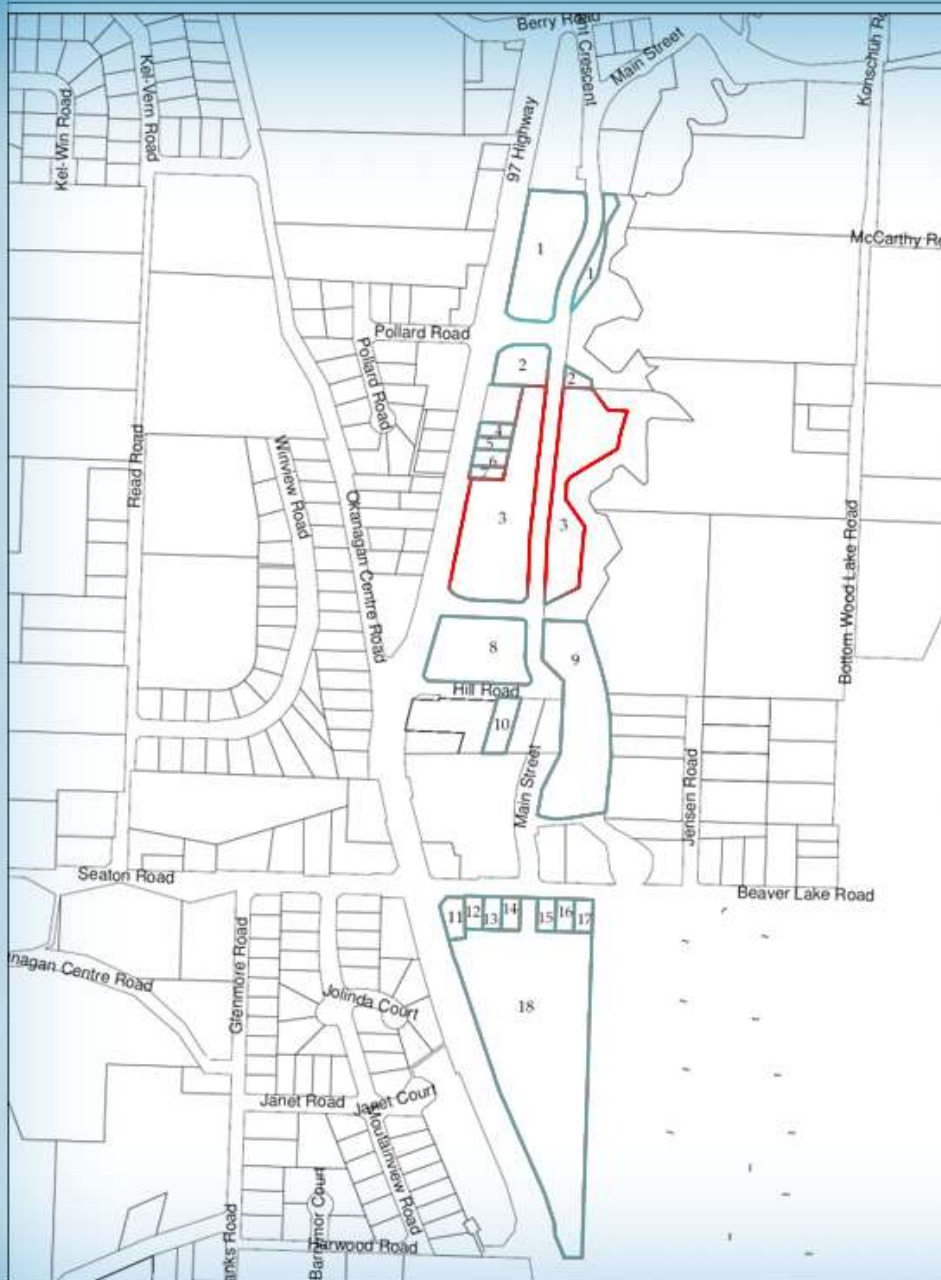 Berry Road
nt Crescent
Main Street
Kel-Vern Road
Kel-Win Road
97 Highway
Konschuh R
McCarthy Re
1
1
Pollard Road
2
2
Pollard Road
4
5
6
Read Road
Winview Road
Okanagan Centre Road
3
3
Bottom Wood Lake Road
8
9
Hill Road
10
Main Street
Jensen Road
Seaton Road
Beaver Lake Road
11
12
13
14
15
16
17
nagan Centre Road
Glenmore Road
Jolinda Court
18
Janet Road
Janet Court
Moutainview Road
anks Road
Harwood Road